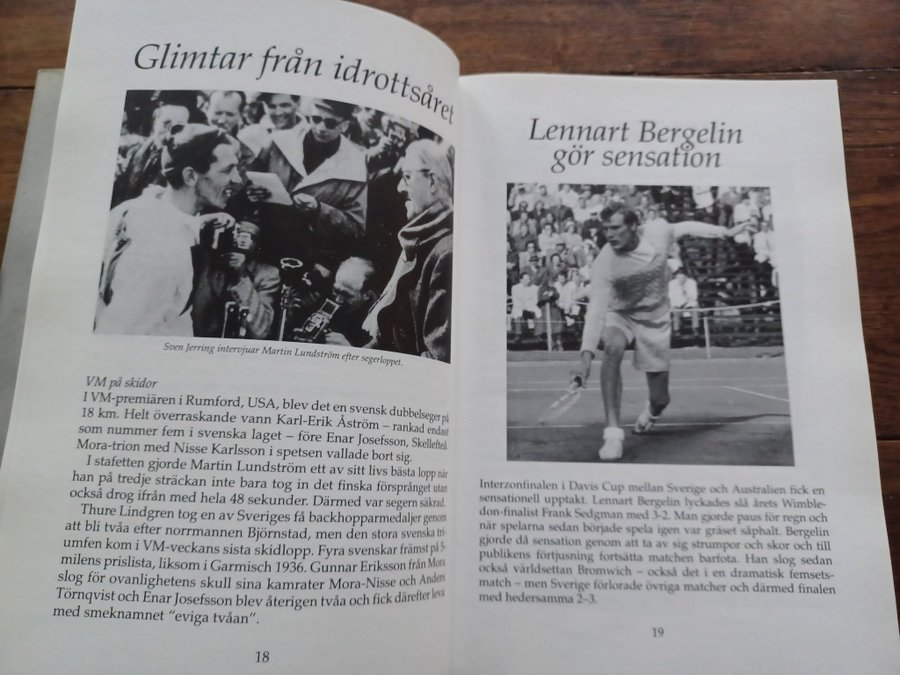 Glimtar från idrottsåret
Sven Jerring intervjuar Martin Lundström efter segerloppet.
VM på skidor
I VM-premiären i Rumford, USA, blev det en svensk dubbelseger på
18 km. Helt överraskande vann Karl-Erik Åström – rankad endast
som nummer fem i svenska laget – före Enar Josefsson, Skellefteå.
Mora-trion med Nisse Karlsson i spetsen vallade bort sig.
I stafetten gjorde Martin Lundström ett av sitt livs bästa lopp när
han på tredje sträckan inte bara tog in det finska försprånget utan
också drog ifrån med hela 48 sekunder. Därmed var segern säkrad.
Thure Lindgren tog en av Sveriges få backhopparmedaljer genom
att bli tvåa efter norrmannen Björnstad, men den stora svenska tri-
umfen kom i VM-veckans sista skidlopp. Fyra svenskar främst på 5-
milens prislista, liksom i Garmisch 1936. Gunnar Eriksson från Mora
slog för ovanlighetens skull sina kamrater Mora-Nisse och Anders
Törnqvist och Enar Josefsson blev återigen tvåa och fick därefter leva
med smeknamnet "eviga tvåan".
18
Lennart Bergelin
gör sensation
Interzonfinalen i Davis Cup mellan Sverige och Australien fick en
sensationell upptakt. Lennart Bergelin lyckades slå årets Wimble-
don-finalist Frank Sedgman med 3-2. Man gjorde paus för regn och
när spelarna sedan började spela igen var gräset såphalt. Bergelin
gjorde då sensation genom att ta av sig strumpor och skor och till
publikens förtjusning fortsätta matchen barfota. Han slog sedan
också världsettan Bromwich – också det i en dramatisk femsets-
match – men Sverige förlorade övriga matcher och därmed finalen
med hedersamma 2–3.
19